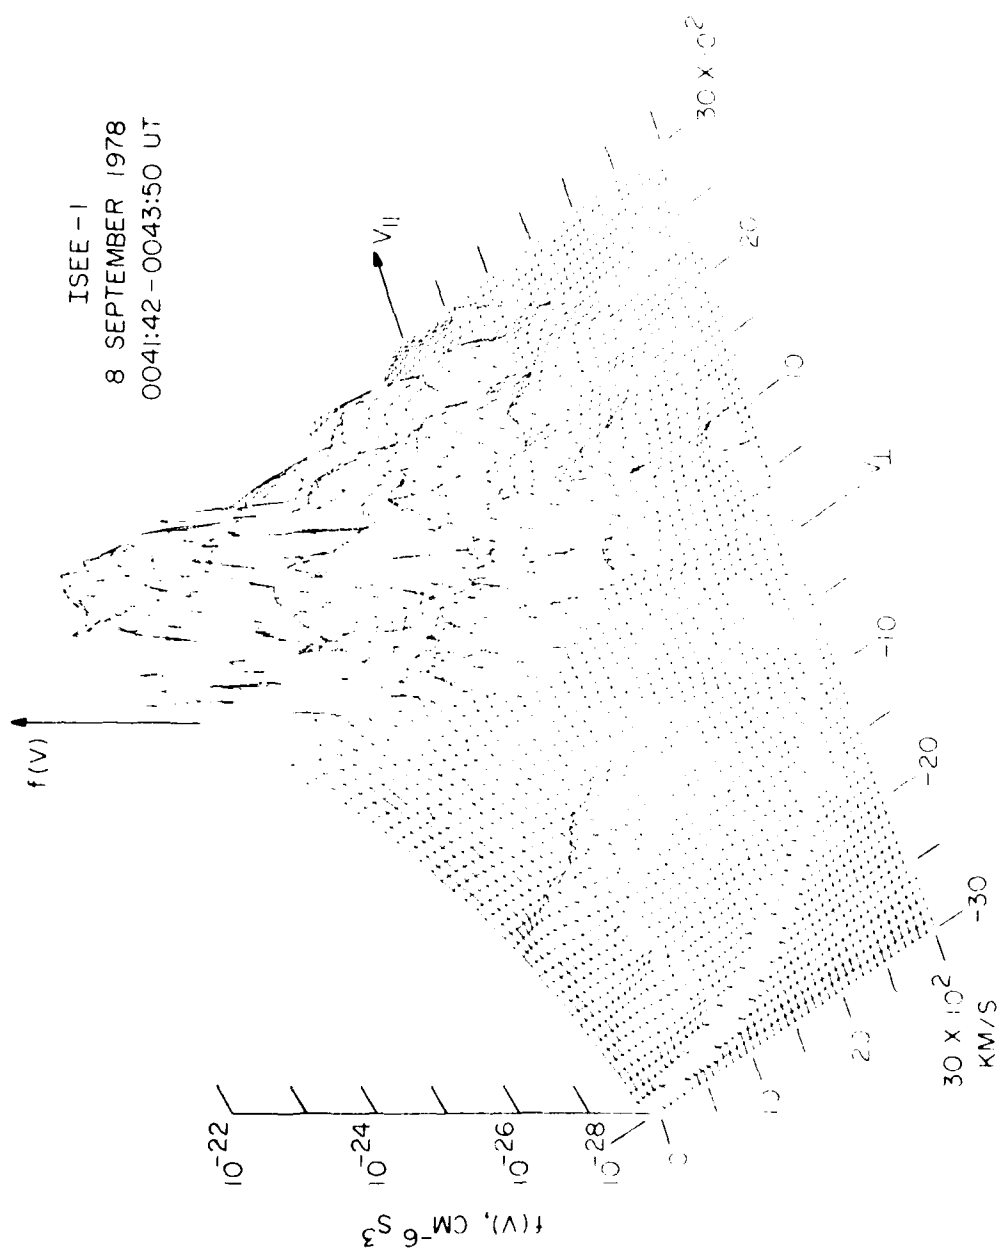 ISEE-1
8 SEPTEMBER 1978
0041:42-0043:50 UT
f(V)
V||
f(V), CM⁻⁶ S³
10⁻²²
10⁻²⁴
10⁻²⁶
10⁻²⁸
0
10
20
30 X 10²
KM/S
-30
-20
-10
V⊥
10
20
30 X 10²